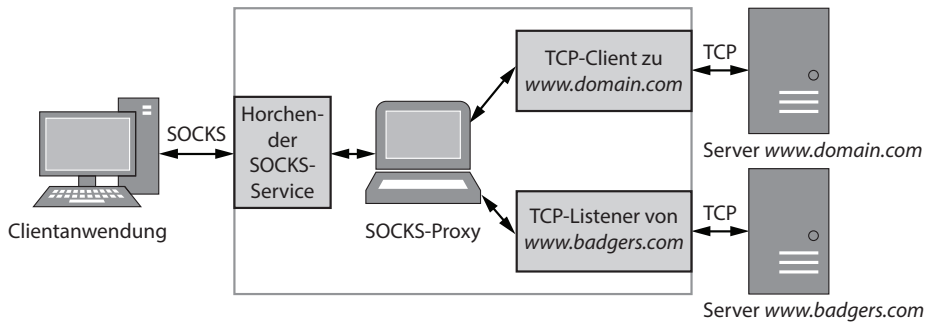 Clientanwendung
SOCKS
Horchen-
der
SOCKS-
Service
SOCKS-Proxy
TCP-Client zu
www.domain.com
TCP
Server www.domain.com
TCP-Listener von
www.badgers.com
TCP
Server www.badgers.com